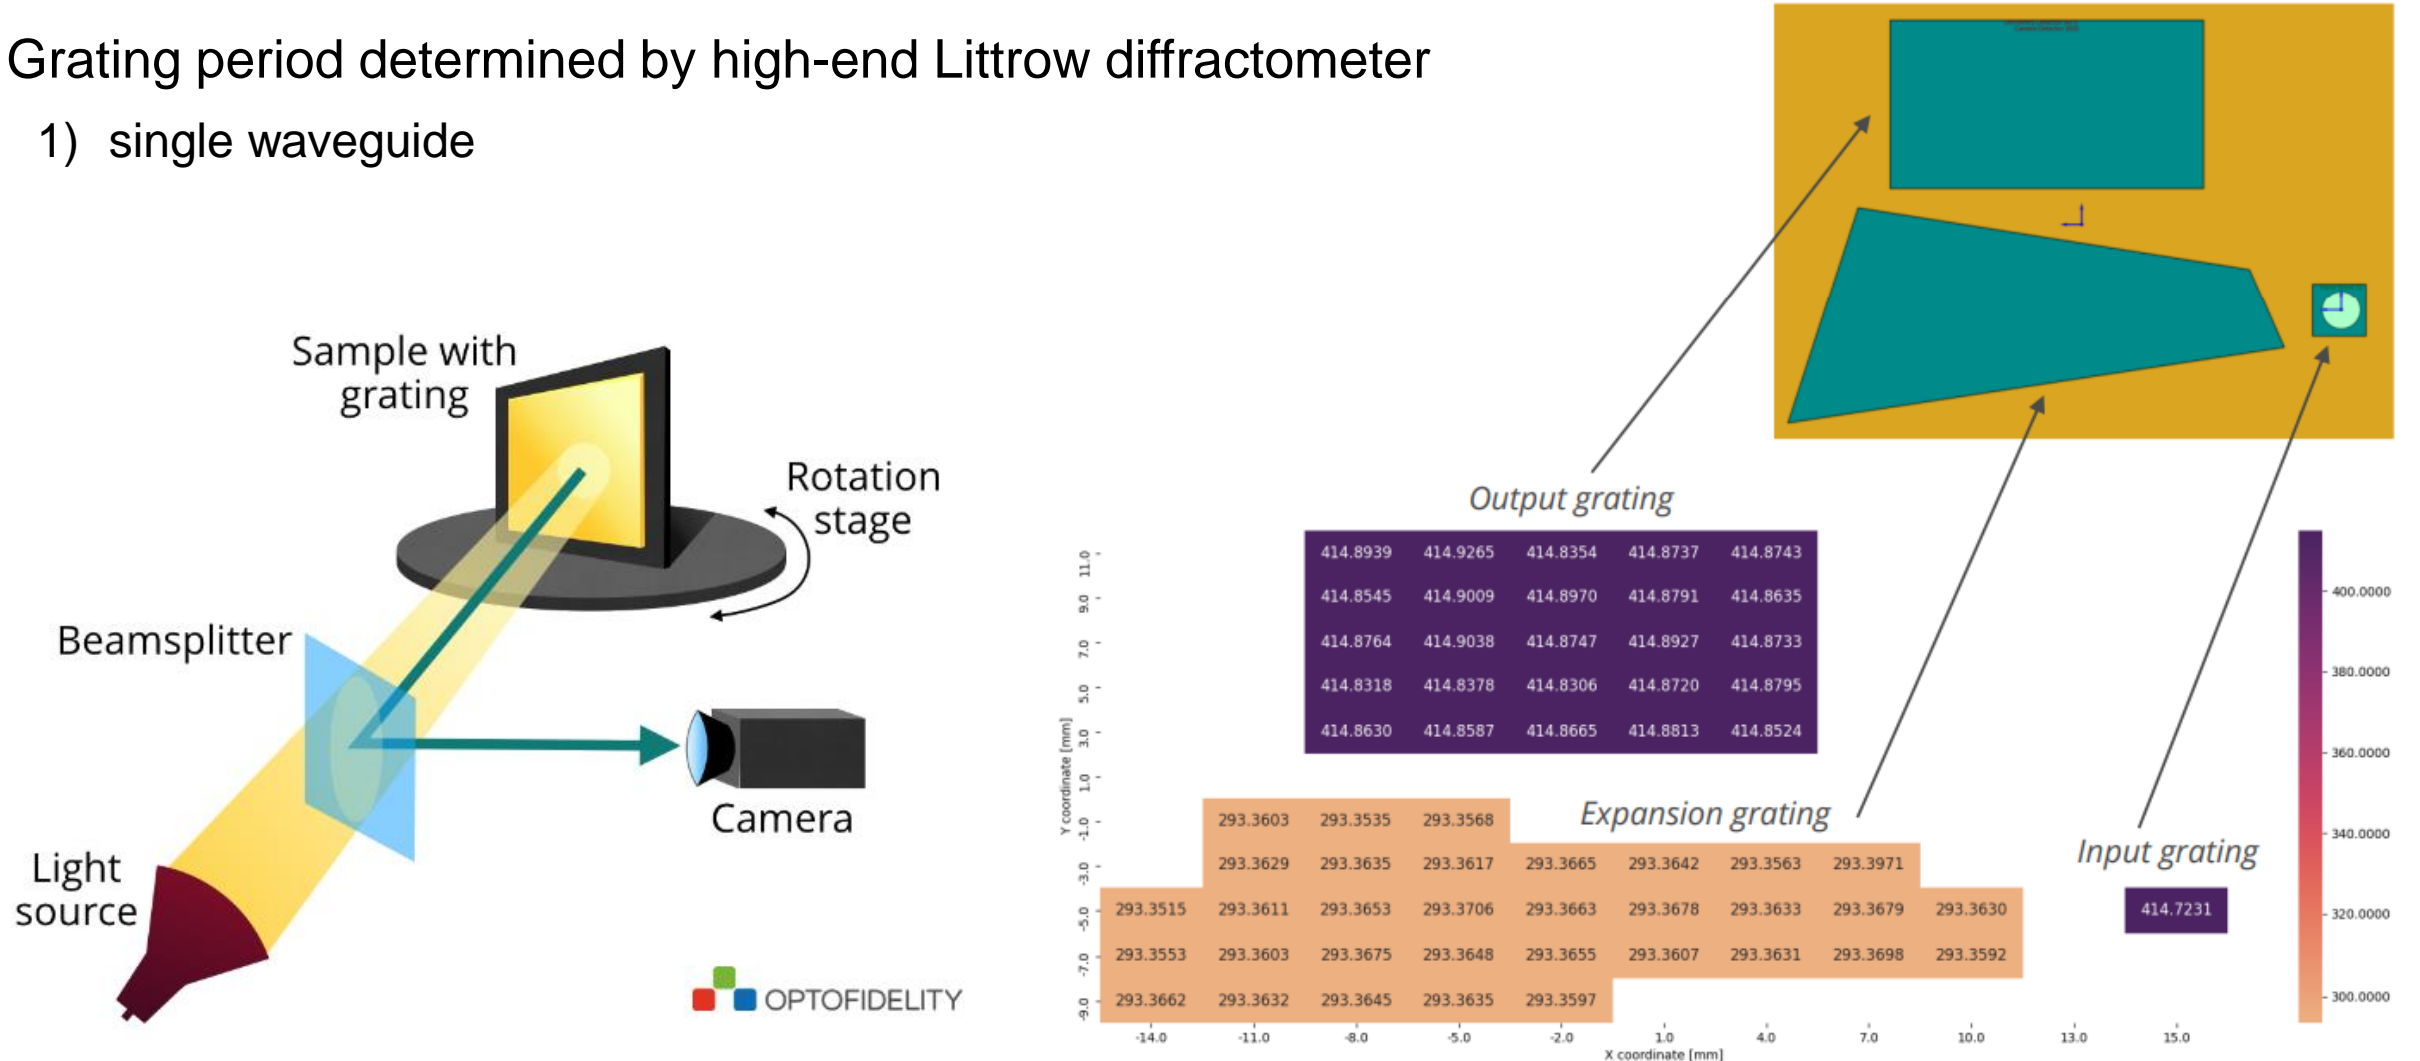 Grating period determined by high-end Littrow diffractometer
1) single waveguide
Sample with
grating
Rotation
stage
Beamsplitter
Camera
Light
source
OPTOFIDELITY
Output grating
Expansion grating
Input grating
Y coordinate [mm]
11.0
9.0
7.0
5.0
3.0
1.0
-1.0
-3.0
-5.0
-7.0
-9.0
414.8939 414.9265 414.8354 414.8737 414.8743
414.8545 414.9009 414.8970 414.8791 414.8635
414.8764 414.9038 414.8747 414.8927 414.8733
414.8318 414.8378 414.8306 414.8720 414.8795
414.8630 414.8587 414.8665 414.8813 414.8524
293.3603 293.3535 293.3568
293.3629 293.3635 293.3617 293.3665 293.3642 293.3563 293.3971
293.3515 293.3611 293.3653 293.3706 293.3663 293.3678 293.3633 293.3679 293.3630
293.3553 293.3603 293.3675 293.3648 293.3655 293.3607 293.3631 293.3698 293.3592
293.3662 293.3632 293.3645 293.3635 293.3597
414.7231
-14.0 -11.0 -8.0 -5.0 -2.0 1.0 4.0 7.0 10.0 13.0 15.0
X coordinate [mm]
400.0000
380.0000
360.0000
340.0000
320.0000
300.0000